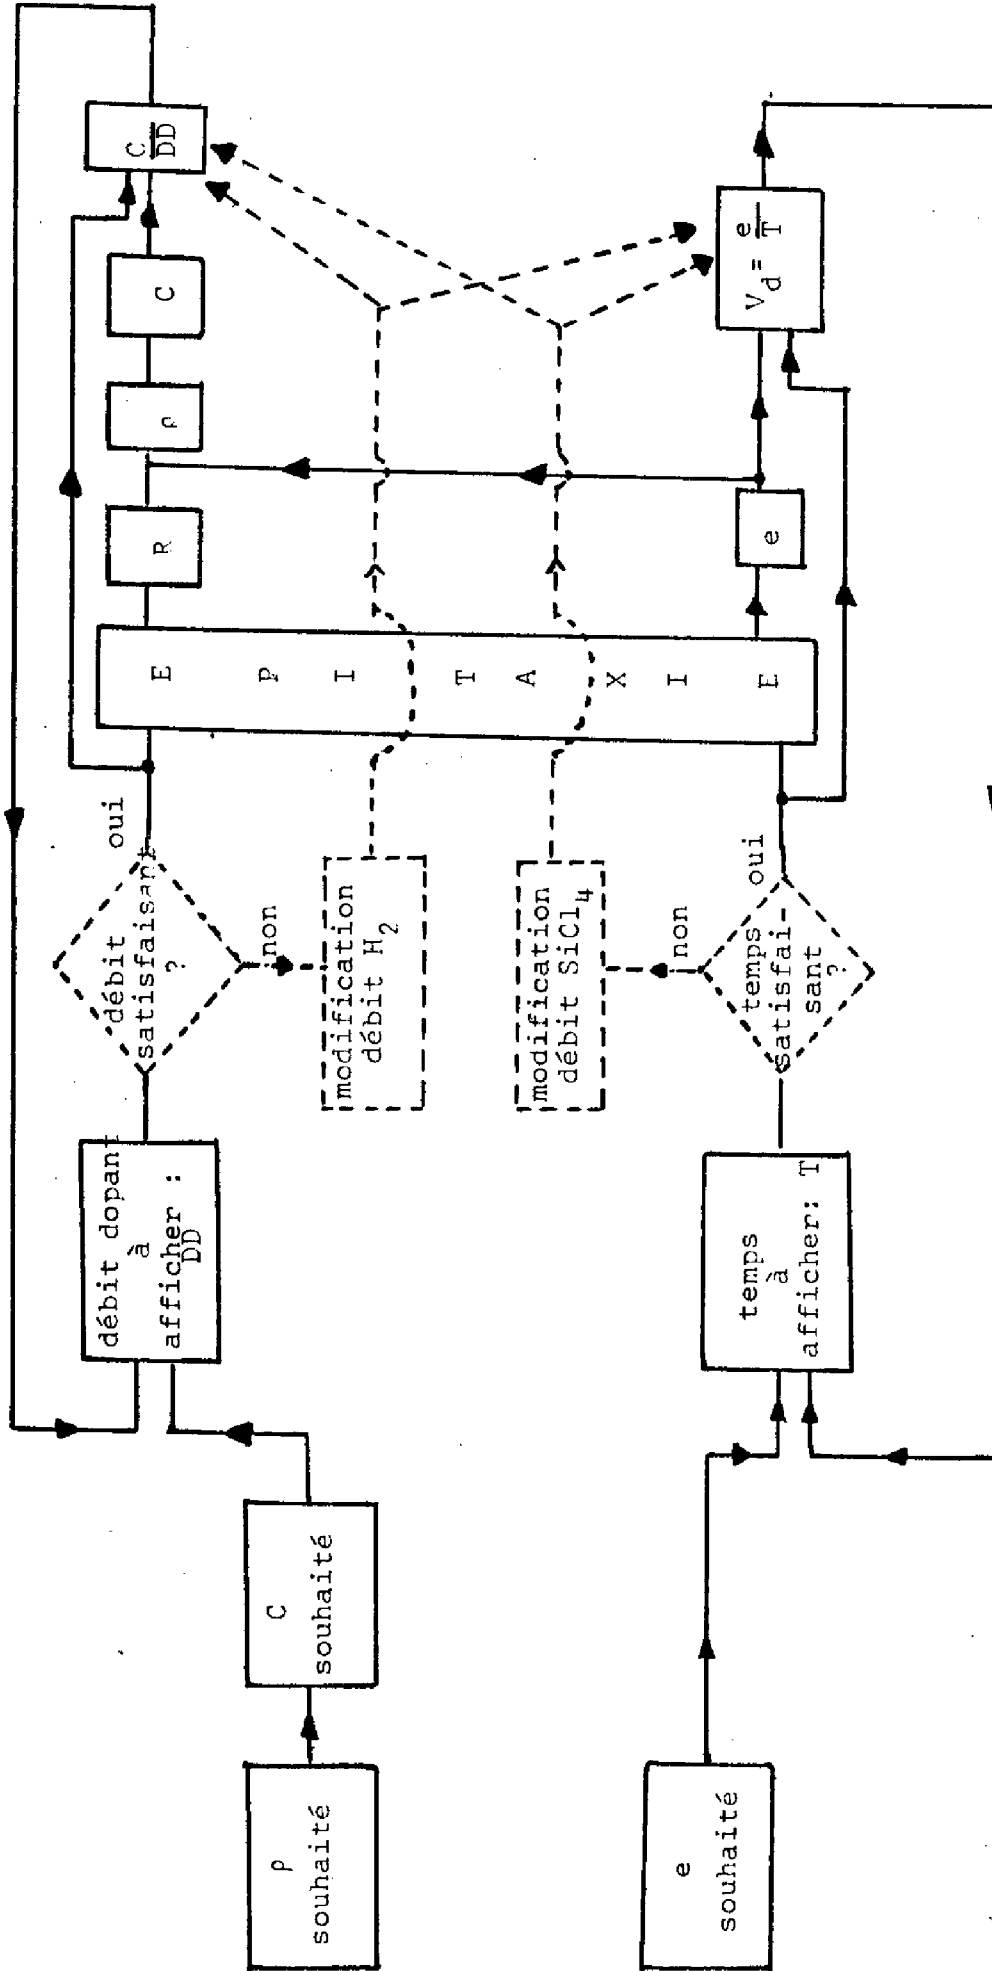 ρ
souhaité
C
souhaité
débit dopant
à
afficher :
DD
débit
satisfaisant
?
oui
non
modification
débit H2
E P I T A X I E
R
ρ
C
C
DD
e
souhaité
temps
à
afficher: T
temps
satisfai-
sant
?
oui
non
modification
débit SiCl4
e
Vd = e
T